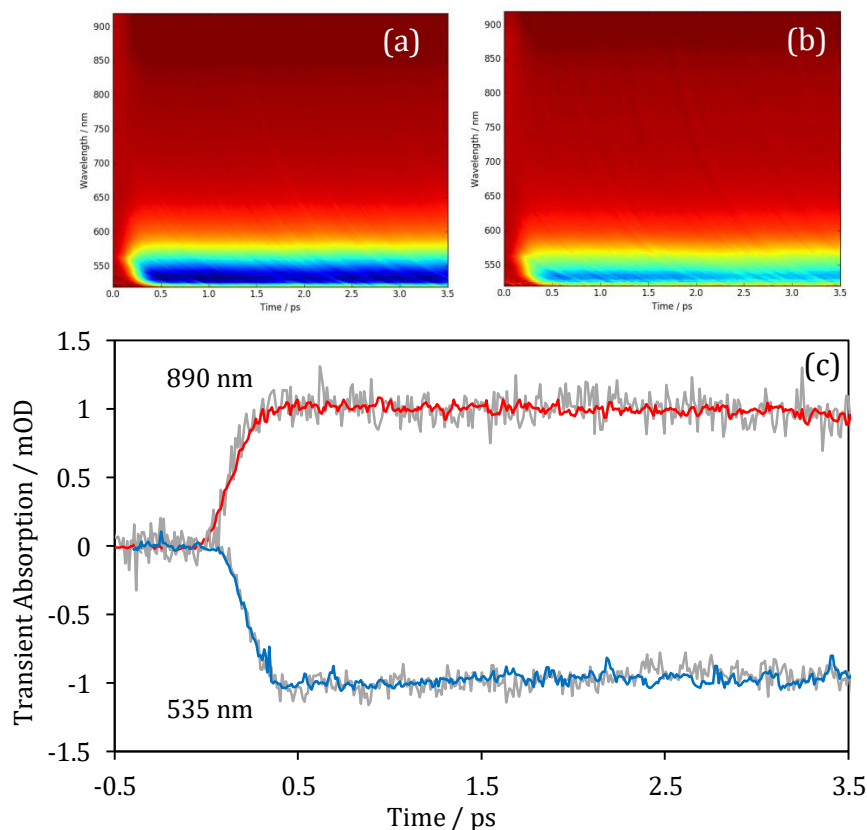 (a)
900
850
800
750
700
650
600
550
Wavelength / nm
0.0 0.5 1.0 1.5 2.0 2.5 3.0 3.5
Time / ps
(b)
900
850
800
750
700
650
600
550
Wavelength / nm
0.0 0.5 1.0 1.5 2.0 2.5 3.0 3.5
Time / ps
(c)
1.5
1
0.5
0
-0.5
-1
-1.5
Transient Absorption / mOD
890 nm
535 nm
-0.5 0.5 1.5 2.5 3.5
Time / ps